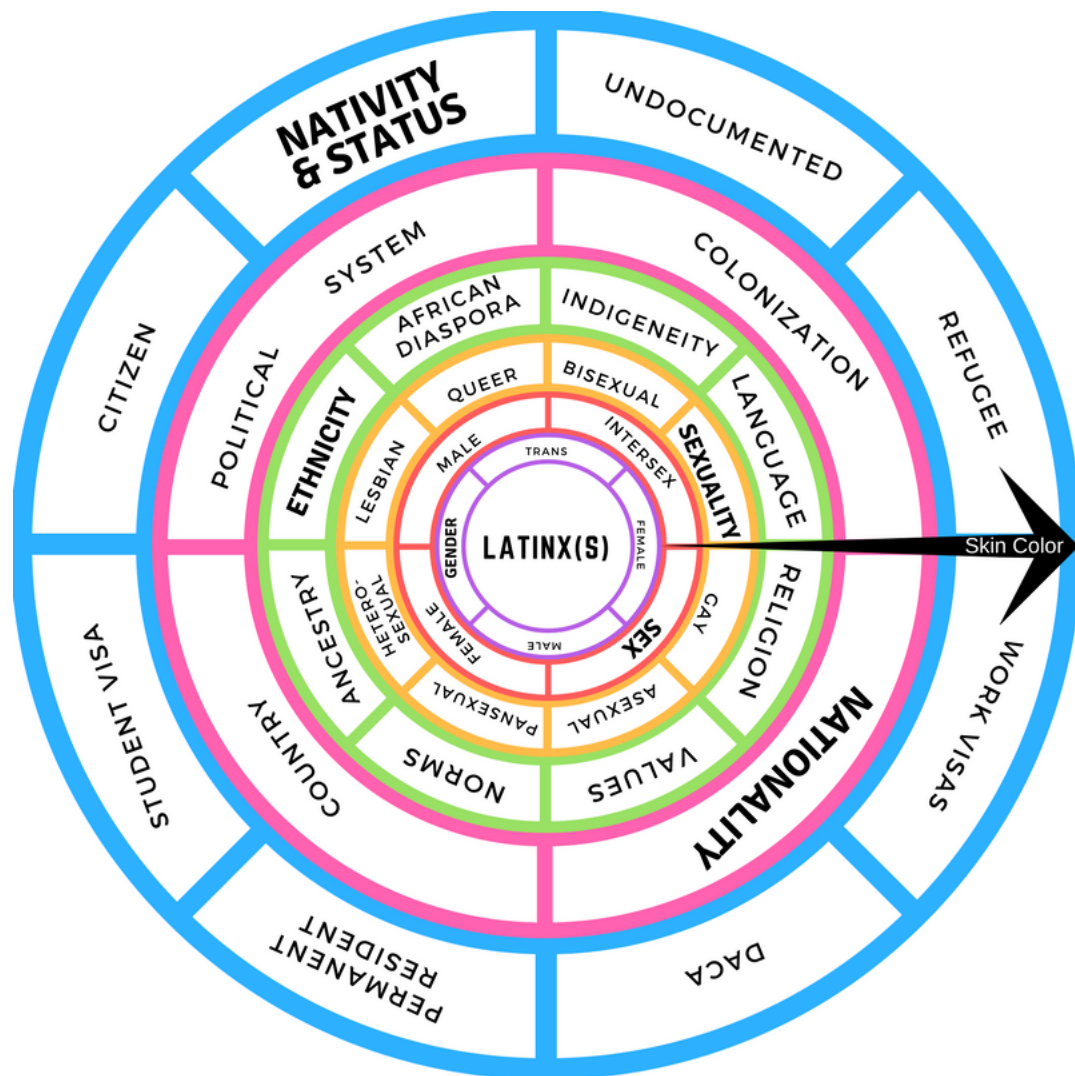 NATIVITY
& STATUS
UNDOCUMENTED
REFUGEE
WORK VISAS
DACA
PERMANENT
RESIDENT
STUDENT VISA
CITIZEN
POLITICAL SYSTEM
COLONIZATION
NATIONALITY
COUNTRY
ETHNICITY
AFRICAN
DIASPORA
INDIGENEITY
LANGUAGE
RELIGION
VALUES
NORMS
ANCESTRY
LESBIAN
QUEER
BISEXUAL
SEXUALITY
GAY
ASEXUAL
PANSEXUAL
HETERO-
SEXUAL
MALE
INTERSEX
SEX
FEMALE
GENDER
TRANS
FEMALE
MALE
LATINX(S)
Skin Color